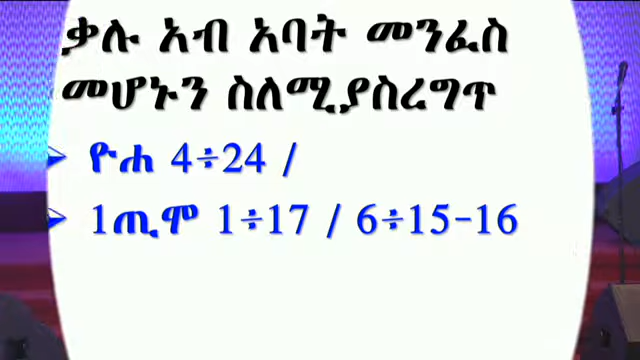 ቃሉ አብ አባት መንፈስ
መሆኑን ስለሚያስረግጥ
ዮሐ 4÷24 /
1ጢሞ 1÷17 / 6÷15-16